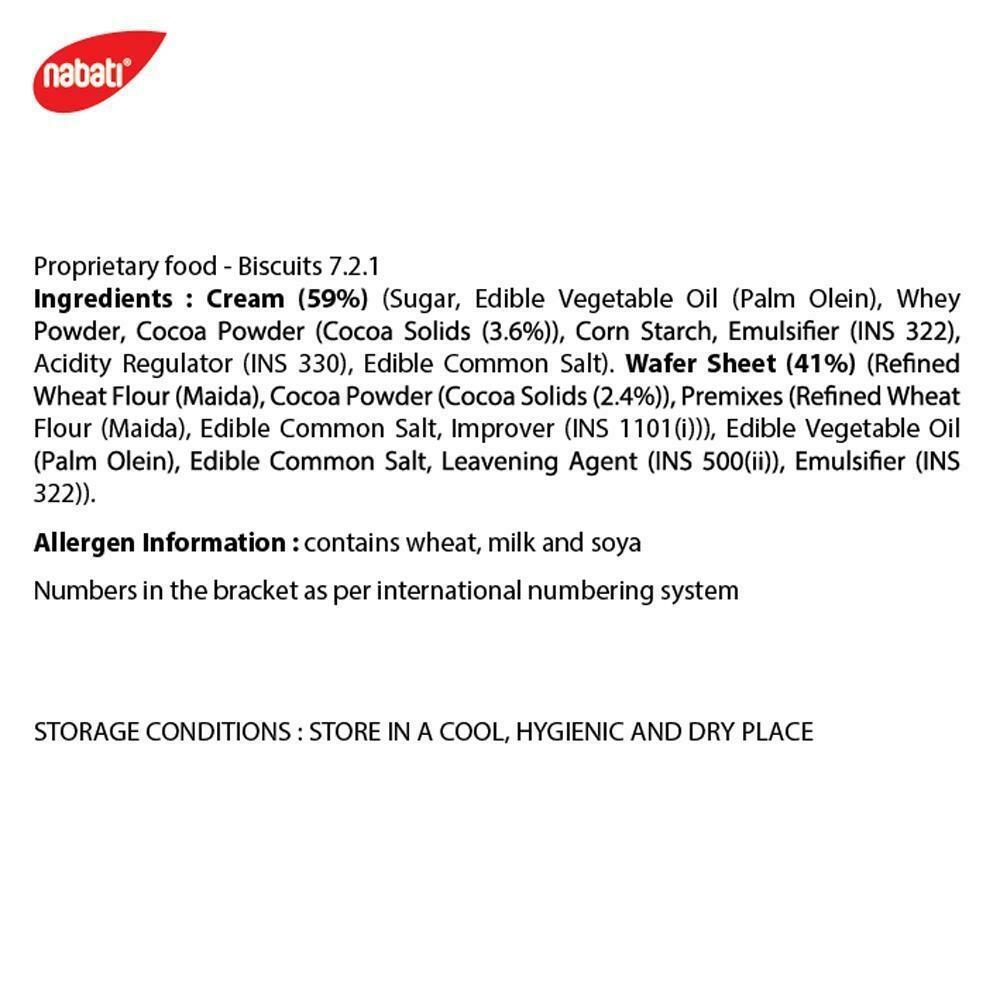 nabati®
Proprietary food - Biscuits 7.2.1
Ingredients : Cream (59%) (Sugar, Edible Vegetable Oil (Palm Olein), Whey
Powder, Cocoa Powder (Cocoa Solids (3.6%)), Corn Starch, Emulsifier (INS 322),
Acidity Regulator (INS 330), Edible Common Salt). Wafer Sheet (41%) (Refined
Wheat Flour (Maida), Cocoa Powder (Cocoa Solids (2.4%)), Premixes (Refined Wheat
Flour (Maida), Edible Common Salt, Improver (INS 1101(i))), Edible Vegetable Oil
(Palm Olein), Edible Common Salt, Leavening Agent (INS 500(ii)), Emulsifier (INS
322)).
Allergen Information : contains wheat, milk and soya
Numbers in the bracket as per international numbering system
STORAGE CONDITIONS : STORE IN A COOL, HYGIENIC AND DRY PLACE